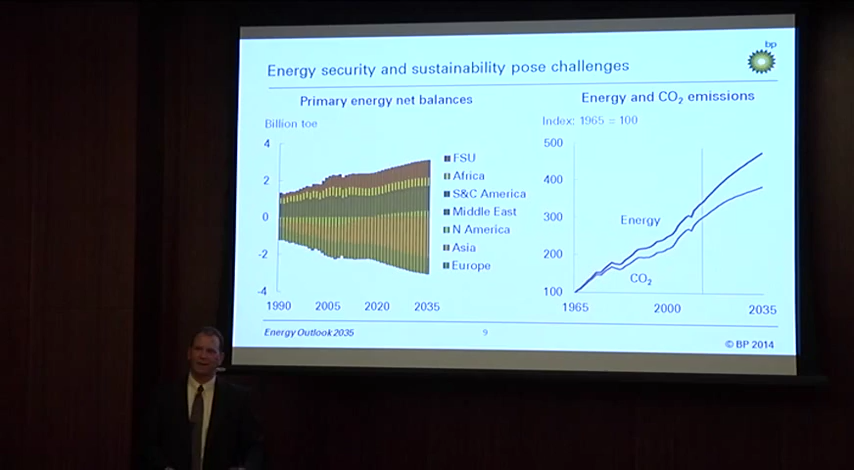 bp
Energy security and sustainability pose challenges
Primary energy net balances
Billion toe
4
2
0
-2
-4
1990 2005 2020 2035
FSU
Africa
S&C America
Middle East
N America
Asia
Europe
Energy and CO₂ emissions
Index: 1965 = 100
500
400
300
200
100
Energy
CO₂
1965 2000 2035
Energy Outlook 2035
9
© BP 2014